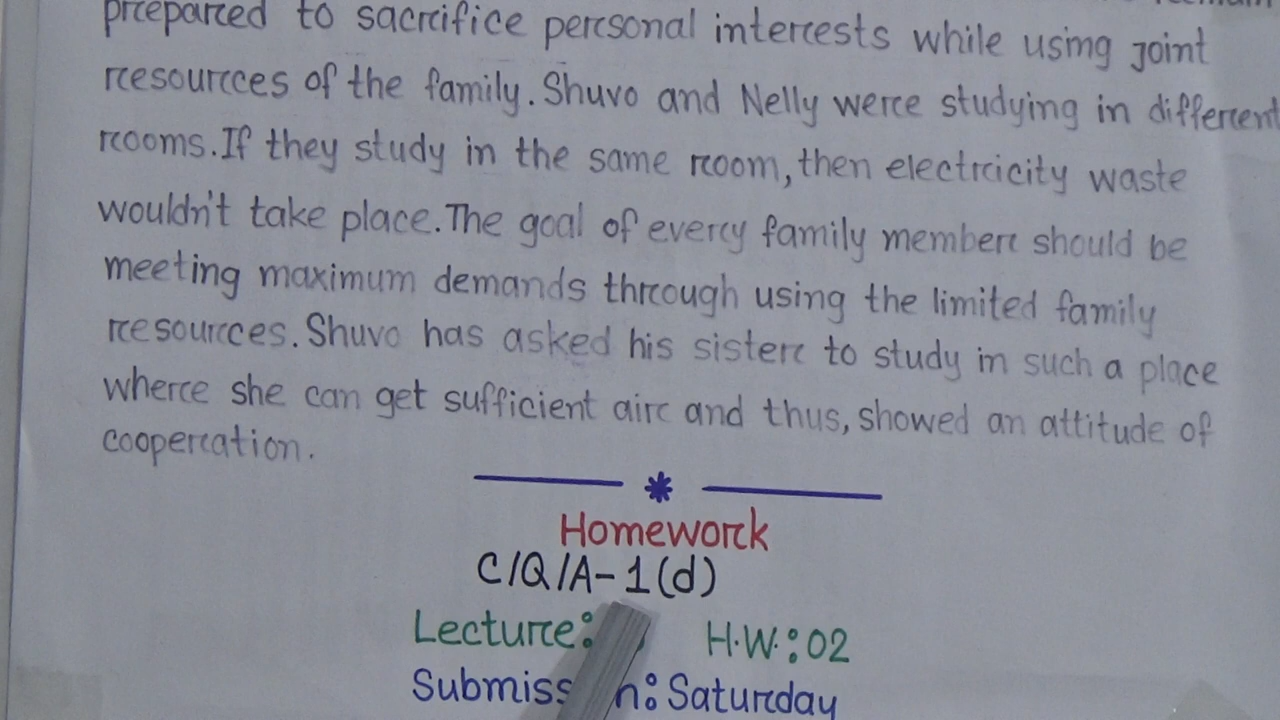 prepared to sacrifice personal interests while using joint
resources of the family. Shuvo and Nelly were studying in different
rooms. If they study in the same room, then electricity waste
wouldn't take place. The goal of every family member should be
meeting maximum demands through using the limited family
resources. Shuvo has asked his sister to study in such a place
where she can get sufficient air and thus, showed an attitude of
cooperation.
Homework
C/Q/A-1(d)
Lecture: H.W.: 02
Saturday